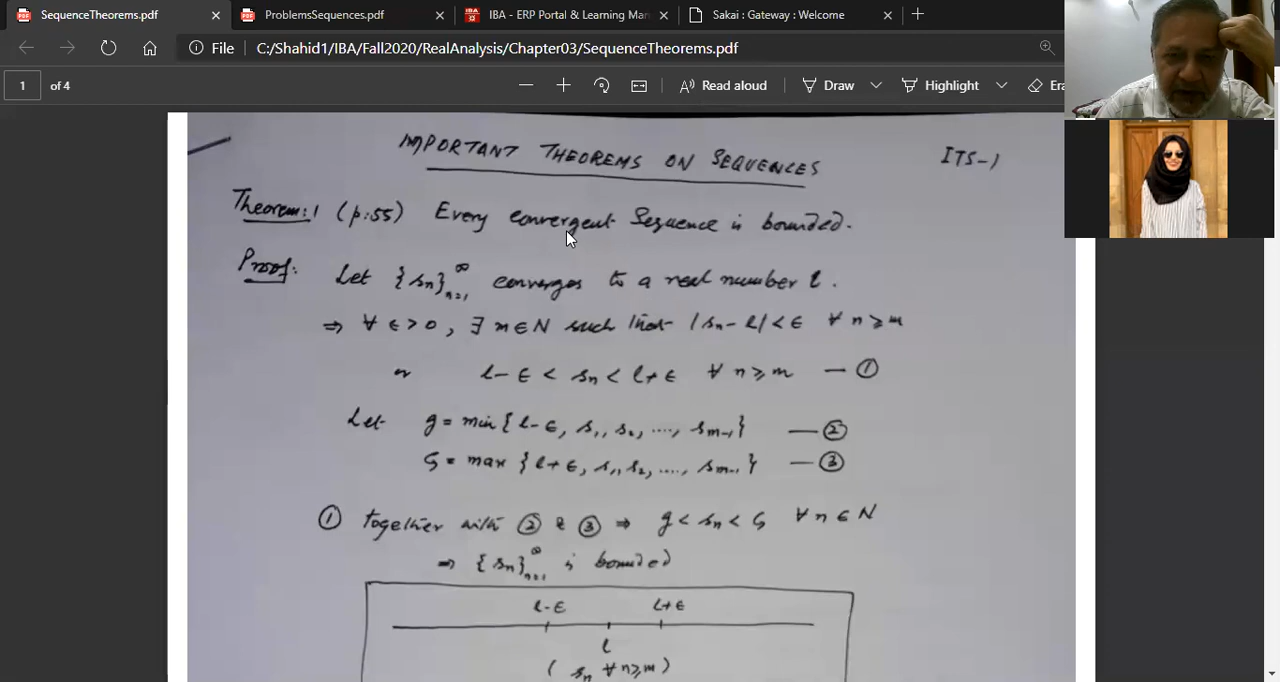 SequenceTheorems.pdf
ProblemsSequences.pdf
IBA - ERP Portal & Learning Man
Sakai : Gateway : Welcome
File C:/Shahid1/IBA/Fall2020/RealAnalysis/Chapter03/SequenceTheorems.pdf
1 of 4 Read aloud Draw Highlight Era
IMPORTANT THEOREMS ON SEQUENCES ITS-1
Theorem:1 (p:55) Every convergent Sequence is bounded.
Proof: Let {sn}∞n=1 converges to a real number l.
⇒ ∀ ε > 0, ∃ m ∈ N such that |sn - l| < ε ∀ n ≥ m
or l - ε < sn < l + ε ∀ n ≥ m — ①
Let g = min {l - ε, s1, s2, ...., sm-1} — ②
G = max {l + ε, s1, s2, ...., sm-1} — ③
① together with ② & ③ ⇒ g < sn < G ∀ n ∈ N
⇒ {sn}∞n=1 is bounded
l - ε l + ε
l
( sn ∀ n ≥ m )